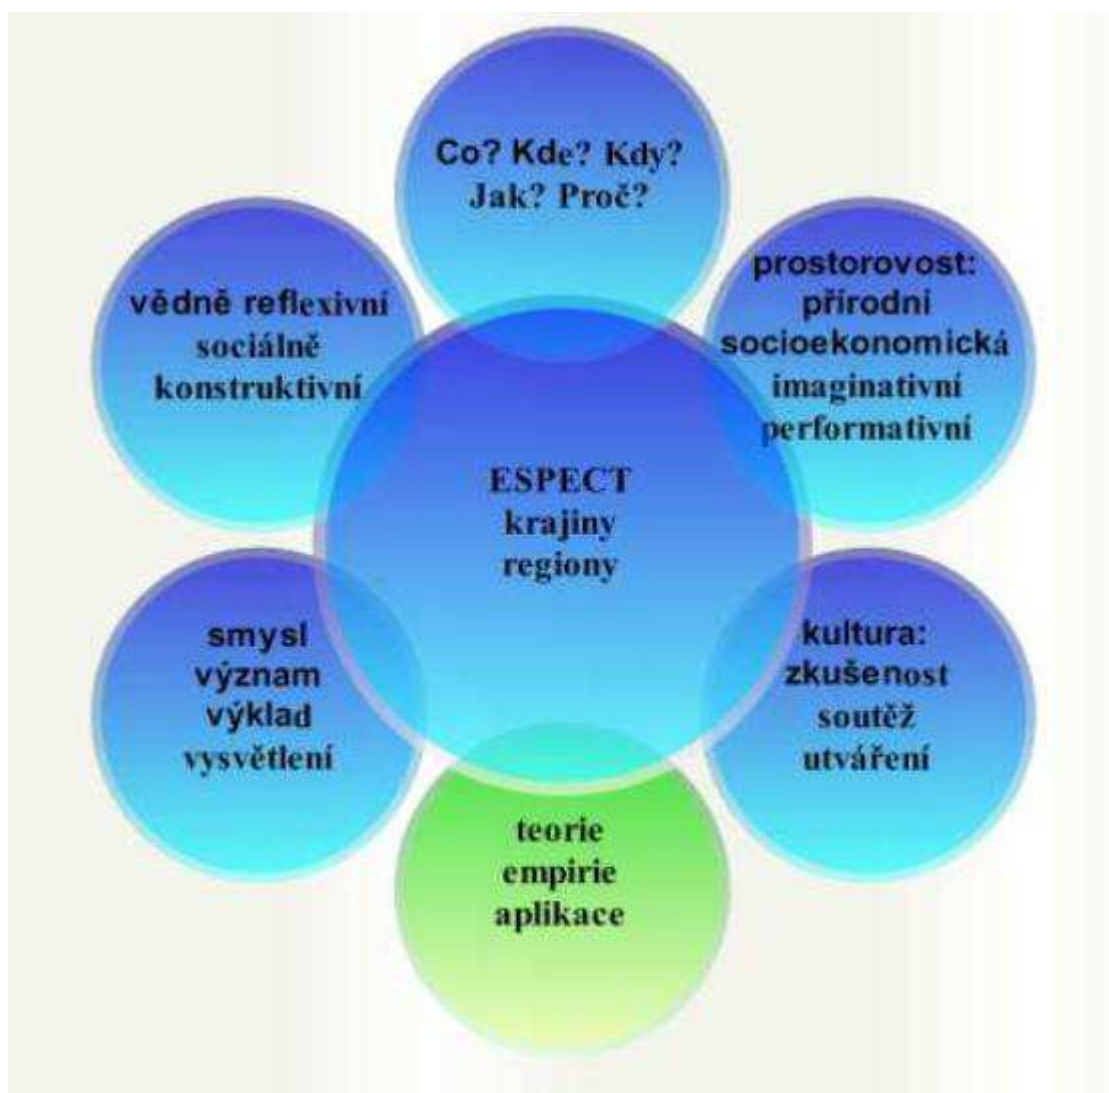 Co? Kde? Kdy?
Jak? Proč?
prostorovost:
přírodní
socioekonomická
imaginativní
performativní
vědně reflexivní
sociálně
konstruktivní
ESPECT
krajiny
regiony
smysl
význam
výklad
vysvětlení
kultura:
zkušenost
soutěž
utváření
teorie
empirie
aplikace